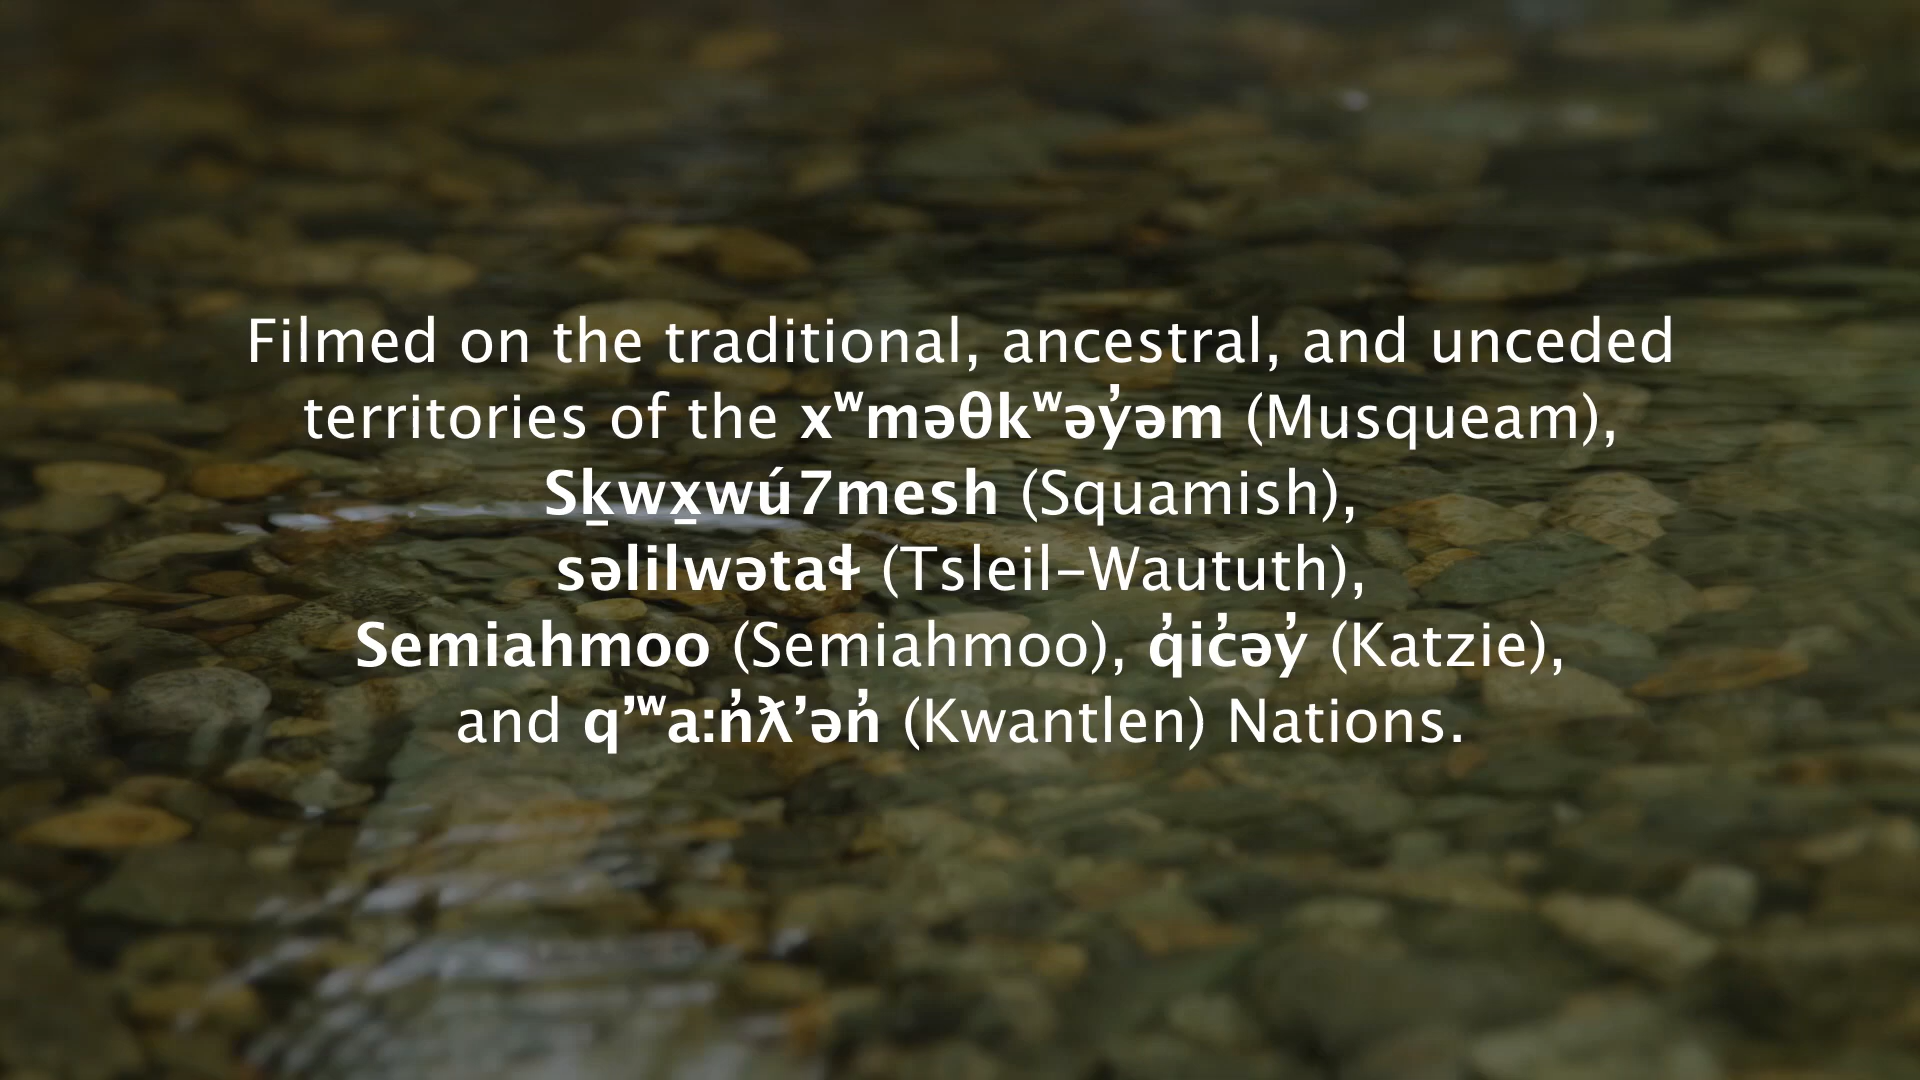 Filmed on the traditional, ancestral, and unceded
territories of the xʷməθkʷəy̓əm (Musqueam),
Sḵwx̱wú7mesh (Squamish),
səlilwətaɬ (Tsleil-Waututh),
Semiahmoo (Semiahmoo), q̓ic̓əy̓ (Katzie),
and q’ʷa:n̓ƛ’ən̓ (Kwantlen) Nations.